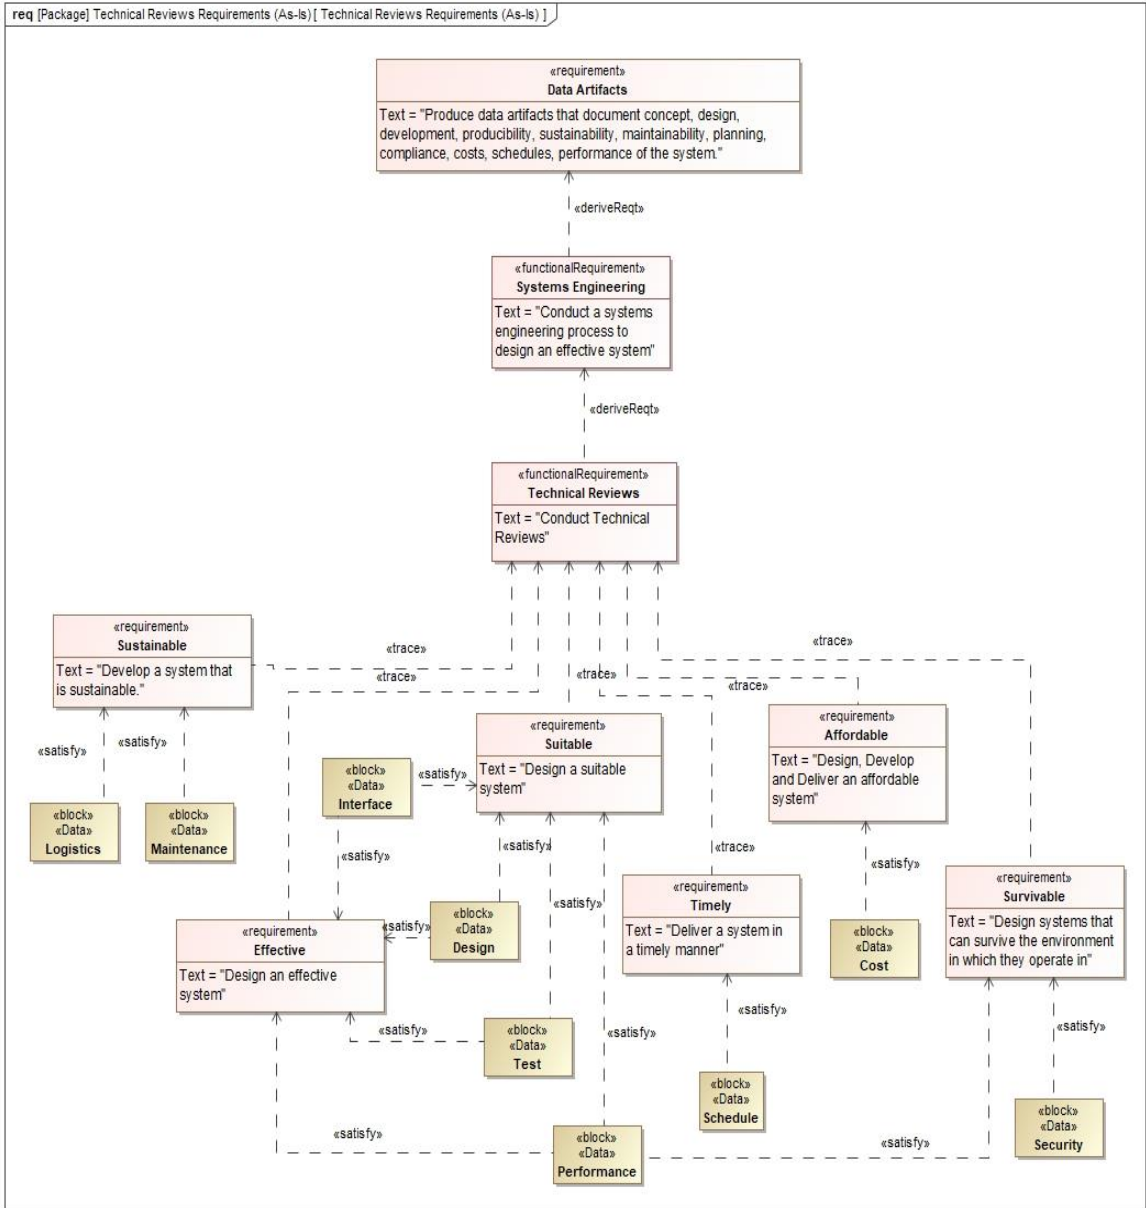 req [Package] Technical Reviews Requirements (As-Is) [ Technical Reviews Requirements (As-Is) ]
«requirement»
Data Artifacts
Text = "Produce data artifacts that document concept, design,
development, producibility, sustainability, maintainability, planning,
compliance, costs, schedules, performance of the system."
«deriveReqt»
«functionalRequirement»
Systems Engineering
Text = "Conduct a systems
engineering process to
design an effective system"
«deriveReqt»
«functionalRequirement»
Technical Reviews
Text = "Conduct Technical
Reviews"
«requirement»
Sustainable
Text = "Develop a system that
is sustainable."
«trace»
«trace»
«trace»
«trace»
«trace»
«satisfy»
«satisfy»
«requirement»
Suitable
Text = "Design a suitable
system"
«requirement»
Affordable
Text = "Design, Develop
and Deliver an affordable
system"
«block»
«Data»
Interface
«satisfy»
«block»
«Data»
Logistics
«block»
«Data»
Maintenance
«satisfy»
«satisfy»
«trace»
«satisfy»
«requirement»
Effective
Text = "Design an effective
system"
«satisfy»
«block»
«Data»
Design
«satisfy»
«requirement»
Timely
Text = "Deliver a system in
a timely manner"
«block»
«Data»
Cost
«requirement»
Survivable
Text = "Design systems that
can survive the environment
in which they operate in"
«satisfy»
«block»
«Data»
Test
«satisfy»
«satisfy»
«satisfy»
«block»
«Data»
Schedule
«block»
«Data»
Security
«satisfy»
«block»
«Data»
Performance
«satisfy»